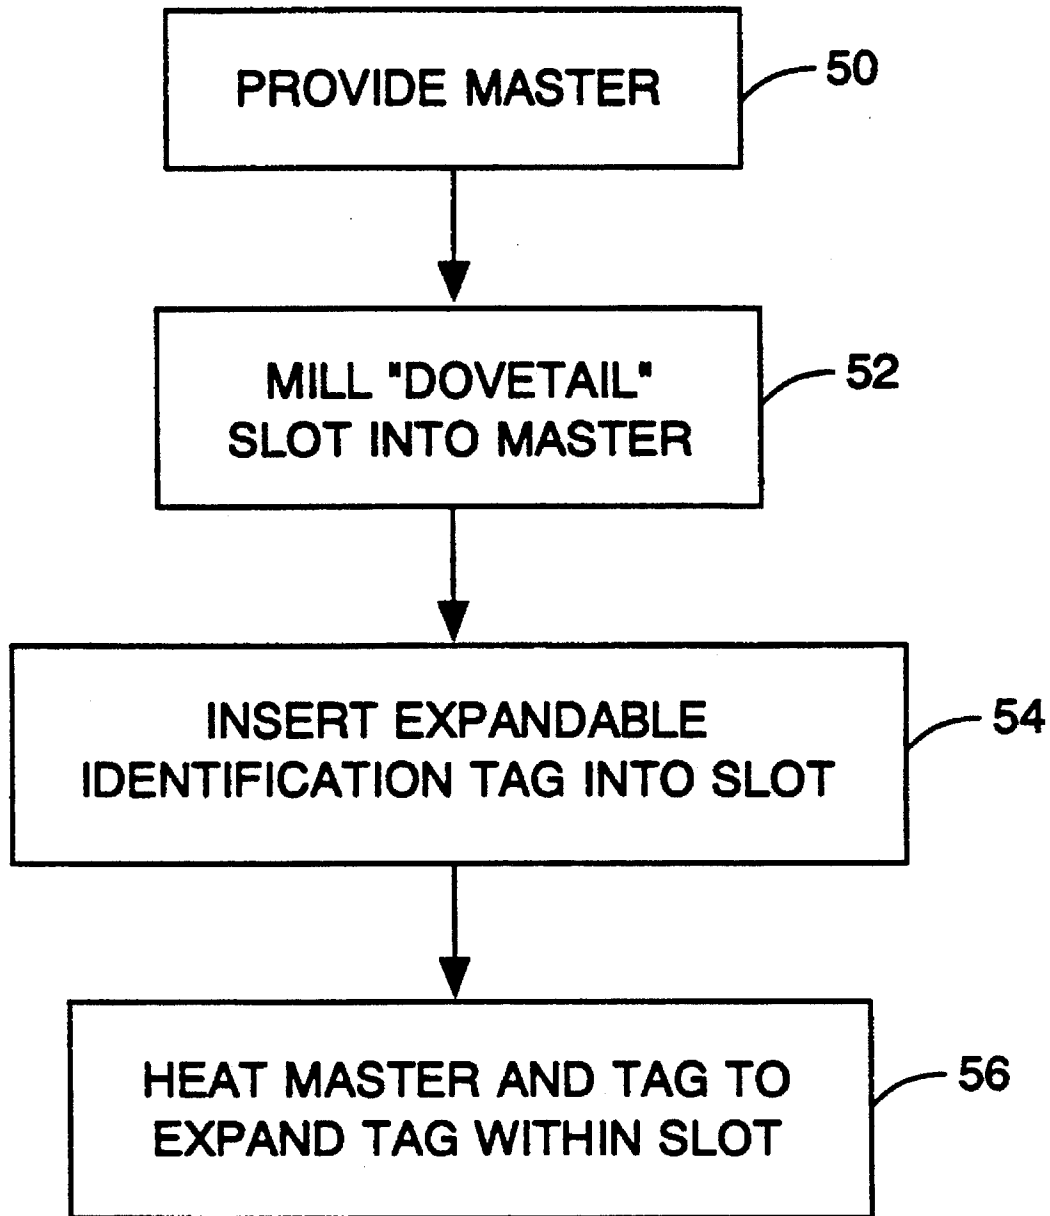 PROVIDE MASTER
50
MILL "DOVETAIL"
SLOT INTO MASTER
52
INSERT EXPANDABLE
IDENTIFICATION TAG INTO SLOT
54
HEAT MASTER AND TAG TO
EXPAND TAG WITHIN SLOT
56